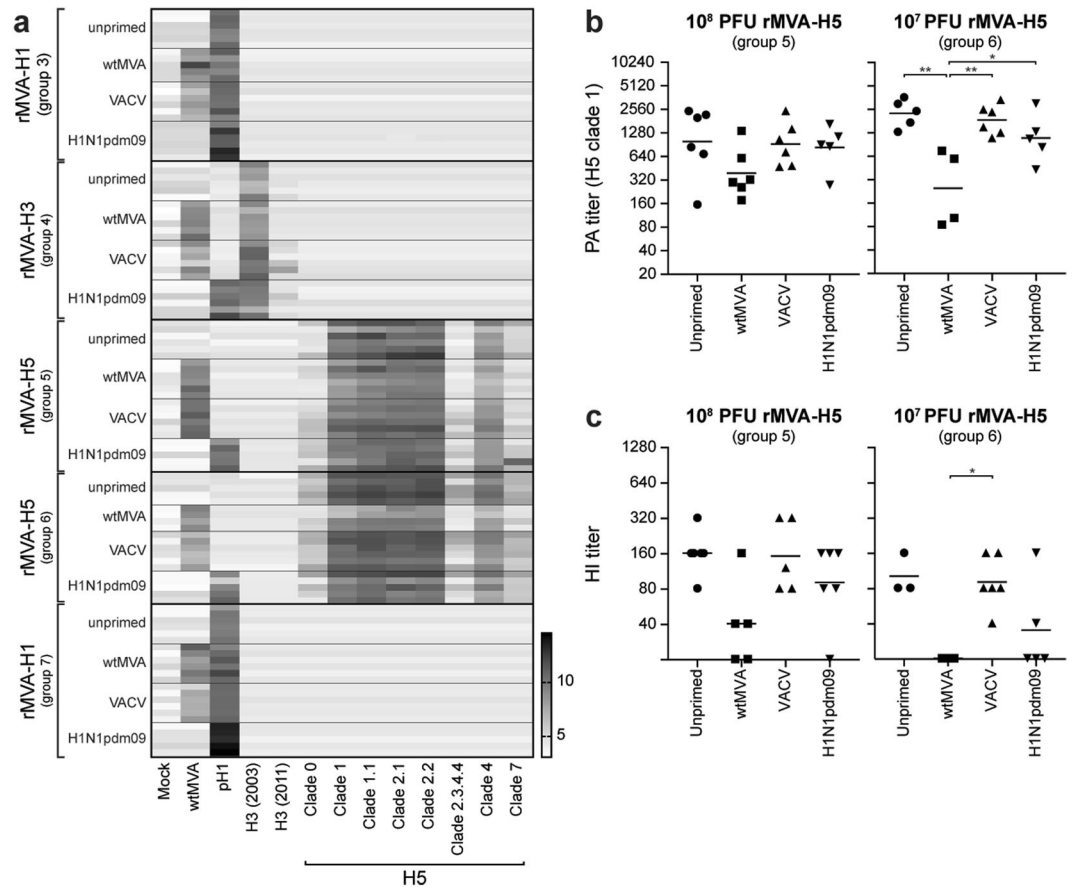 a
rMVA-H1
(group 3)
unprimed
wtMVA
VACV
H1N1pdm09
rMVA-H3
(group 4)
unprimed
wtMVA
VACV
H1N1pdm09
rMVA-H5
(group 5)
unprimed
wtMVA
VACV
H1N1pdm09
rMVA-H5
(group 6)
unprimed
wtMVA
VACV
H1N1pdm09
rMVA-H1
(group 7)
unprimed
wtMVA
VACV
H1N1pdm09
10
5
Mock
wtMVA
pH1
H3 (2003)
H3 (2011)
Clade 0
Clade 1
Clade 1.1
Clade 2.1
Clade 2.2
Clade 2.3.4.4
Clade 4
Clade 7
H5
b
10⁸ PFU rMVA-H5
(group 5)
10⁷ PFU rMVA-H5
(group 6)
PA titer (H5 clade 1)
10240
5120
2560
1280
640
320
160
80
40
20
** ** *
Unprimed
wtMVA
VACV
H1N1pdm09
Unprimed
wtMVA
VACV
H1N1pdm09
c
10⁸ PFU rMVA-H5
(group 5)
10⁷ PFU rMVA-H5
(group 6)
HI titer
1280
640
320
160
80
40
*
Unprimed
wtMVA
VACV
H1N1pdm09
Unprimed
wtMVA
VACV
H1N1pdm09